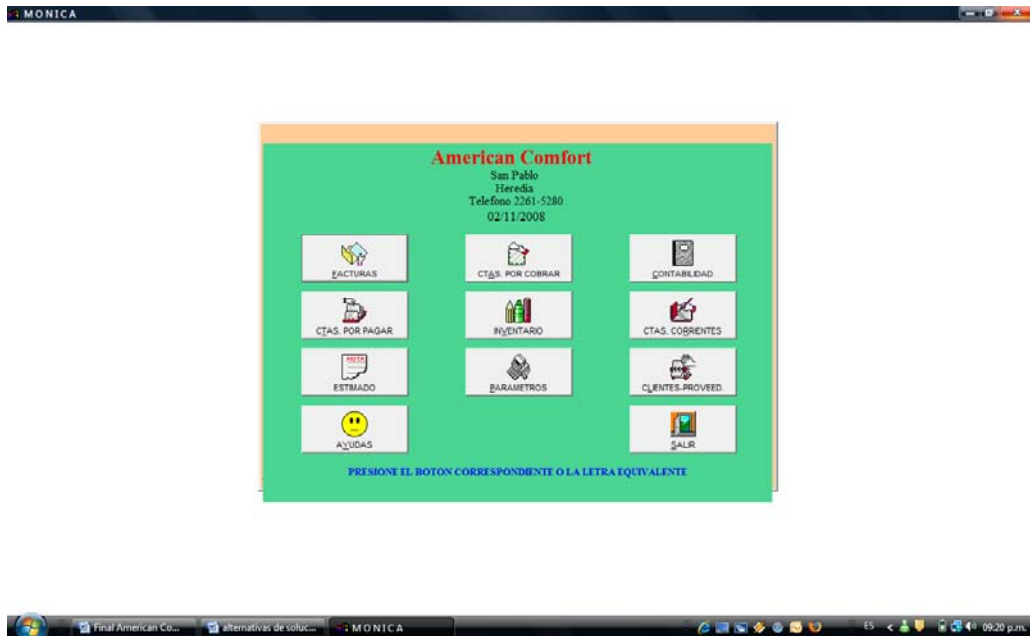 MONICA
American Comfort
San Pablo
Heredia
Telefono 2261-5280
02/11/2008
FACTURAS
CTAS. POR COBRAR
CONTABILIDAD
CTAS. POR PAGAR
INVENTARIO
CTAS. CORRIENTES
NOTA
ESTIMADO
PARAMETROS
CLIENTES-PROVEED.
AYUDAS
SALIR
PRESIONE EL BOTON CORRESPONDIENTE O LA LETRA EQUIVALENTE
Final American Co...
alternativas de soluc...
MONICA
ES
09:20 p.m.